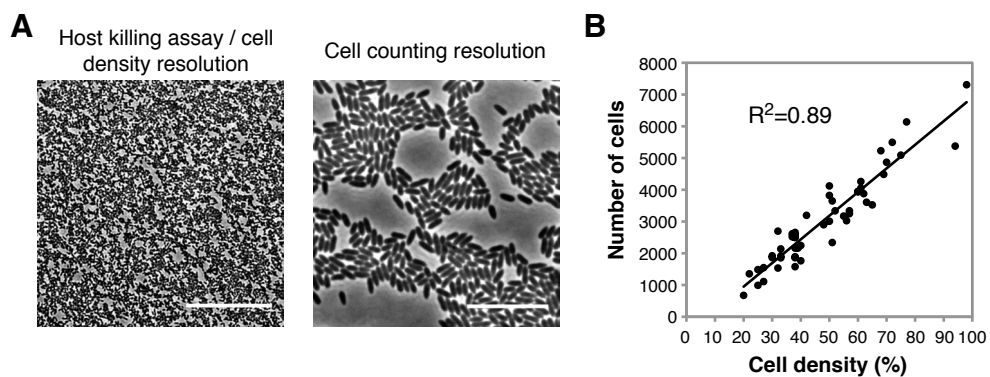 A
Host killing assay / cell
density resolution
Cell counting resolution
B
8000
7000
6000
5000
4000
3000
2000
1000
0
Number of cells
R²=0.89
0 10 20 30 40 50 60 70 80 90 100
Cell density (%)